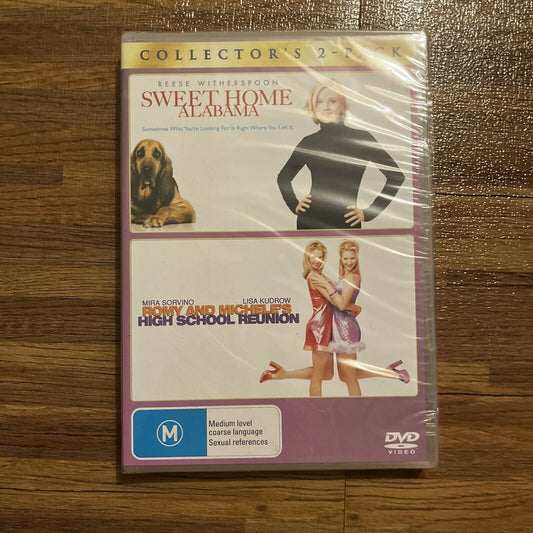 COLLECTOR'S 2-PACK
REESE WITHERSPOON
SWEET HOME
ALABAMA
Sometimes What You're Looking For Is Right Where You Left It.
MIRA SORVINO LISA KUDROW
ROMY AND MICHELE'S
HIGH SCHOOL REUNION
M
Medium level
coarse language
Sexual references
DVD
VIDEO